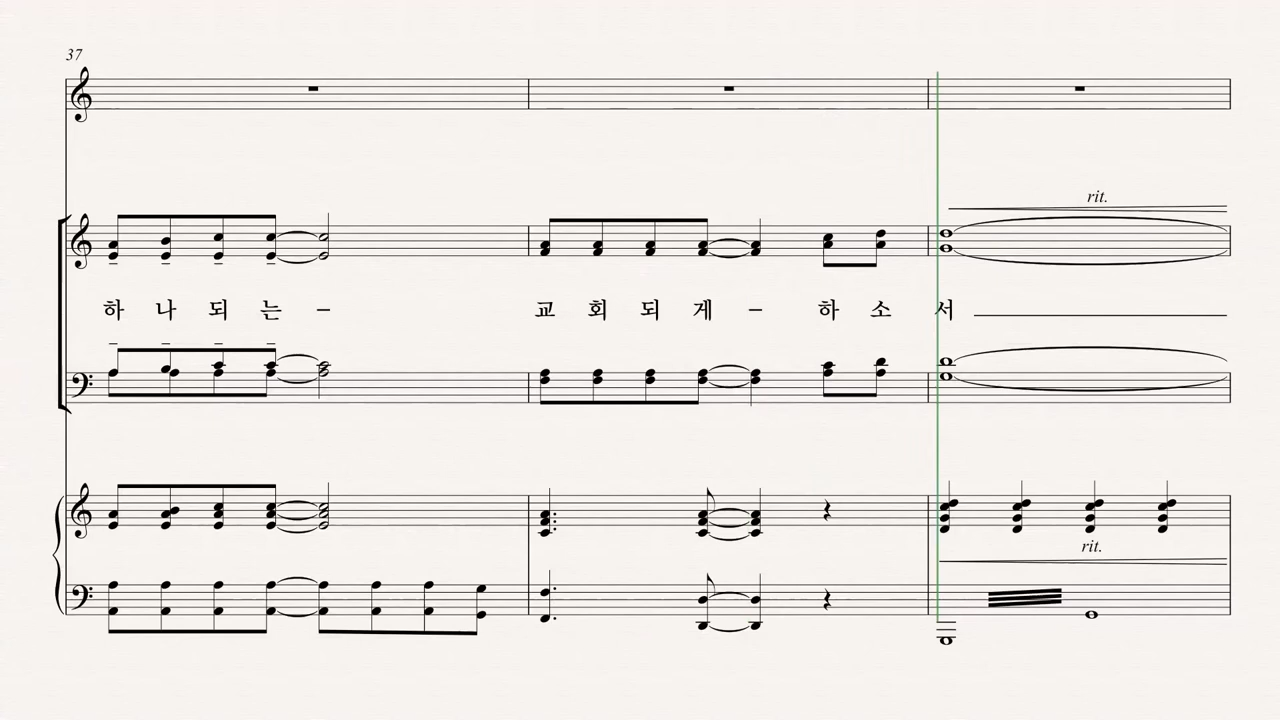 37
rit.
하 나 되 는 – 교 회 되 게 – 하 소 서
rit.